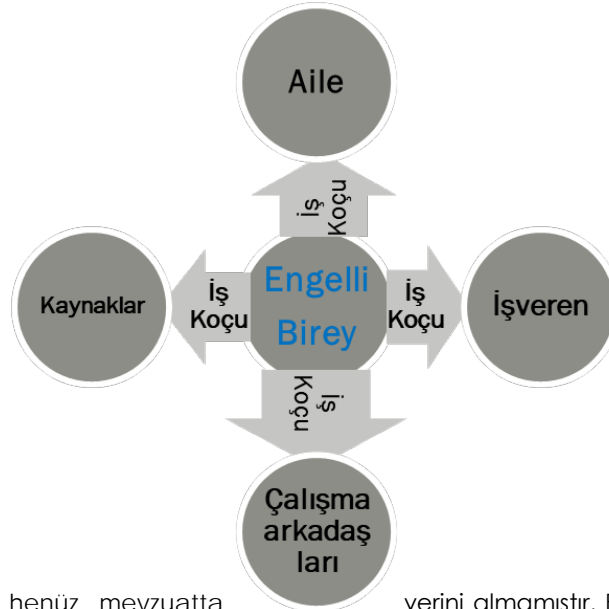 Aile
İş
Koçu
Kaynaklar
İş
Koçu
Engelli
Birey
İş
Koçu
İşveren
İş
Koçu
Çalışma
arkadaş
ları
henüz mevzuatta yerini almamıştır.